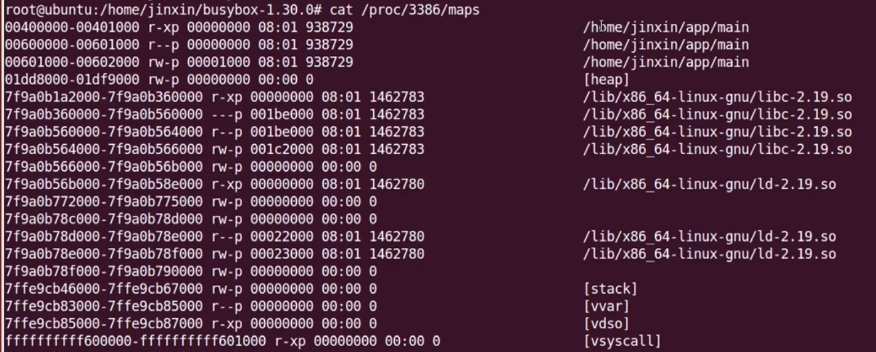 root@ubuntu:/home/jinxin/busybox-1.30.0# cat /proc/3386/maps
00400000-00401000 r-xp 00000000 08:01 938729 /home/jinxin/app/main
00600000-00601000 r--p 00000000 08:01 938729 /home/jinxin/app/main
00601000-00602000 rw-p 00001000 08:01 938729 /home/jinxin/app/main
01dd8000-01df9000 rw-p 00000000 00:00 0 [heap]
7f9a0b1a2000-7f9a0b360000 r-xp 00000000 08:01 1462783 /lib/x86_64-linux-gnu/libc-2.19.so
7f9a0b360000-7f9a0b560000 ---p 001be000 08:01 1462783 /lib/x86_64-linux-gnu/libc-2.19.so
7f9a0b560000-7f9a0b564000 r--p 001be000 08:01 1462783 /lib/x86_64-linux-gnu/libc-2.19.so
7f9a0b564000-7f9a0b566000 rw-p 001c2000 08:01 1462783 /lib/x86_64-linux-gnu/libc-2.19.so
7f9a0b566000-7f9a0b56b000 rw-p 00000000 00:00 0
7f9a0b56b000-7f9a0b58e000 r-xp 00000000 08:01 1462780 /lib/x86_64-linux-gnu/ld-2.19.so
7f9a0b772000-7f9a0b775000 rw-p 00000000 00:00 0
7f9a0b78c000-7f9a0b78d000 rw-p 00000000 00:00 0
7f9a0b78d000-7f9a0b78e000 r--p 00022000 08:01 1462780 /lib/x86_64-linux-gnu/ld-2.19.so
7f9a0b78e000-7f9a0b78f000 rw-p 00023000 08:01 1462780 /lib/x86_64-linux-gnu/ld-2.19.so
7f9a0b78f000-7f9a0b790000 rw-p 00000000 00:00 0
7ffe9cb46000-7ffe9cb67000 rw-p 00000000 00:00 0 [stack]
7ffe9cb83000-7ffe9cb85000 r--p 00000000 00:00 0 [vvar]
7ffe9cb85000-7ffe9cb87000 r-xp 00000000 00:00 0 [vdso]
ffffffffff600000-ffffffffff601000 r-xp 00000000 00:00 0 [vsyscall]